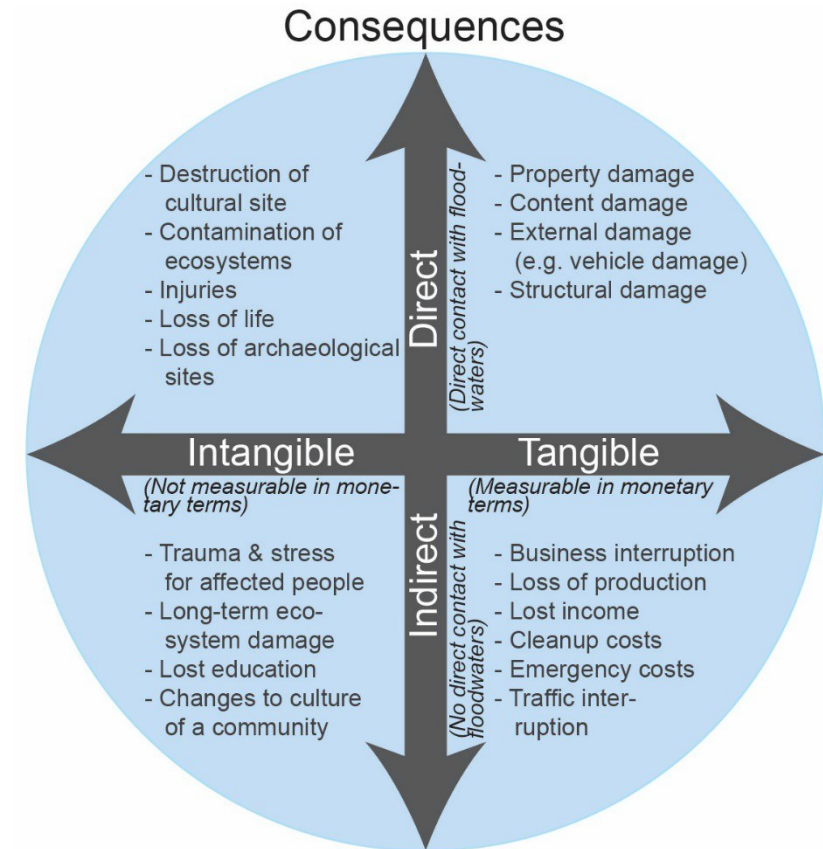 Consequences
- Destruction of
cultural site
- Contamination of
ecosystems
- Injuries
- Loss of life
- Loss of archaeological
sites
Direct
(Direct contact with flood-
waters)
- Property damage
- Content damage
- External damage
(e.g. vehicle damage)
- Structural damage
Intangible
(Not measurable in mone-
tary terms)
Tangible
(Measurable in monetary
terms)
- Trauma & stress
for affected people
- Long-term eco-
system damage
- Lost education
- Changes to culture
of a community
Indirect
(No direct contact with
floodwaters)
- Business interruption
- Loss of production
- Lost income
- Cleanup costs
- Emergency costs
- Traffic inter-
ruption